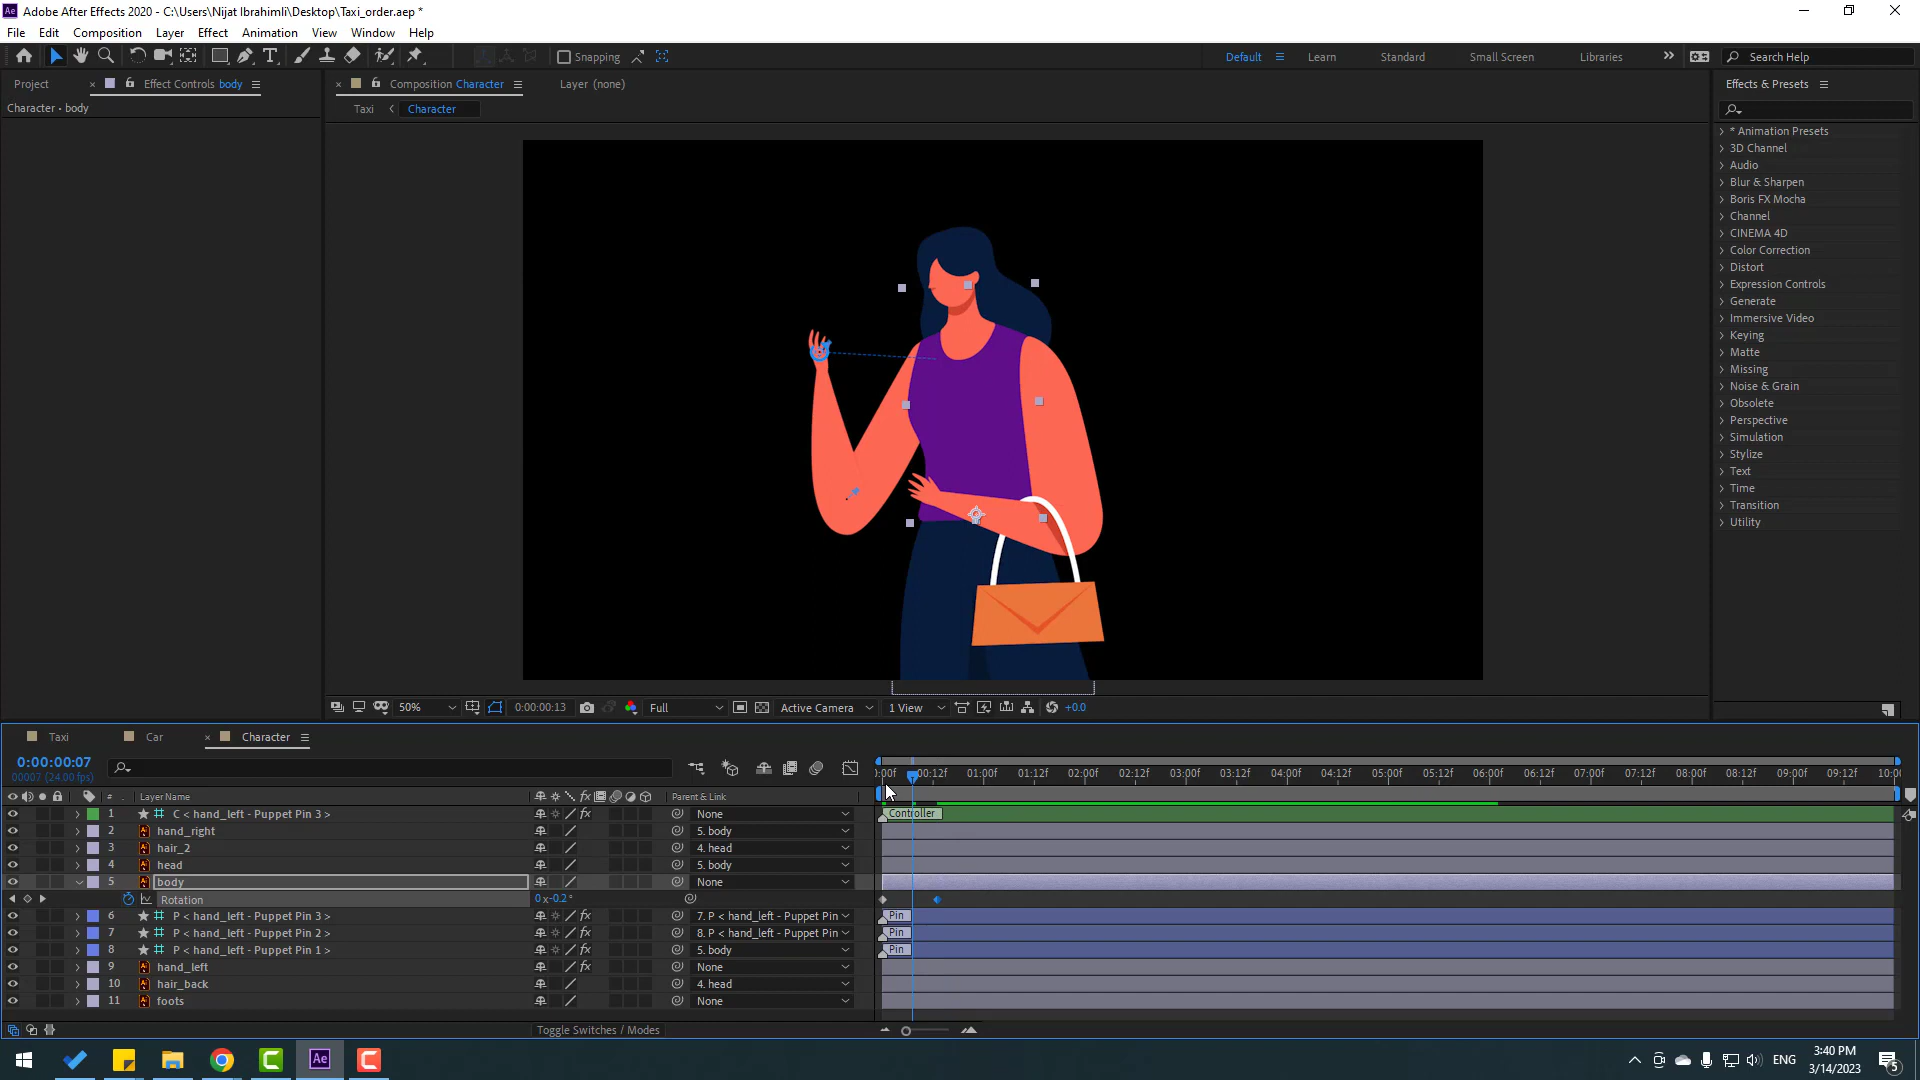 Adobe After Effects 2020 - C:\Users\Nijat Ibrahimli\Desktop\Taxi_order.aep *
File Edit Composition Layer Effect Animation View Window Help
Snapping Default Learn Standard Small Screen Libraries Search Help
Project Effect Controls body Composition Character Layer (none) Effects & Presets
Character • body
Taxi Character
* Animation Presets
3D Channel
Audio
Blur & Sharpen
Boris FX Mocha
Channel
CINEMA 4D
Color Correction
Distort
Expression Controls
Generate
Immersive Video
Keying
Matte
Missing
Noise & Grain
Obsolete
Perspective
Simulation
Stylize
Text
Time
Transition
Utility
50% 0:00:00:13 Full Active Camera 1 View +0.0
Taxi Car Character
0:00:00:07
00007 (24.00 fps)
:00f 00:12f 01:00f 01:12f 02:00f 02:12f 03:00f 03:12f 04:00f 04:12f 05:00f 05:12f 06:00f 06:12f 07:00f 07:12f 08:00f 08:12f 09:00f 09:12f 10:0
# Layer Name Parent & Link
1 C < hand_left - Puppet Pin 3 > None Controller
2 hand_right 5. body
3 hair_2 4. head
4 head 5. body
5 body None
Rotation 0x-0.2°
6 P < hand_left - Puppet Pin 3 > 7. P < hand_left - Puppet Pin Pin
7 P < hand_left - Puppet Pin 2 > 8. P < hand_left - Puppet Pin Pin
8 P < hand_left - Puppet Pin 1 > 5. body Pin
9 hand_left None
10 hair_back 4. head
11 foots None
Toggle Switches / Modes
ENG 3:40 PM
3/14/2023 5